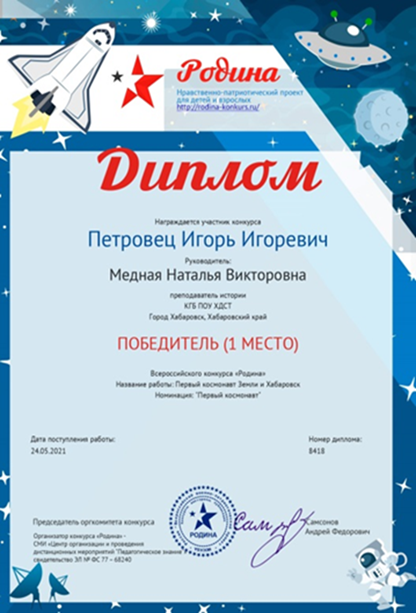 Родина
Нравственно-патриотический проект
для детей и взрослых
http://rodina-konkurs.ru/
Диплом
Награждается участник конкурса
Петровец Игорь Игоревич
Руководитель:
Медная Наталья Викторовна
преподаватель истории
КГБ ПОУ ХДСТ
Город Хабаровск, Хабаровский край
ПОБЕДИТЕЛЬ (1 МЕСТО)
Всероссийского конкурса «Родина»
Название работы: Первый космонавт Земли и Хабаровск
Номинация: "Первый космонавт"
Дата поступления работы:
24.05.2021
Номер диплома:
8418
Председатель оргкомитета конкурса
Организатор конкурса «Родина» -
СМИ «Центр организации и проведения
дистанционных мероприятий "Педагогическое знание"
свидетельство ЭЛ № ФС 77 – 68240
РОДИНА
Самсонов
Андрей Федорович